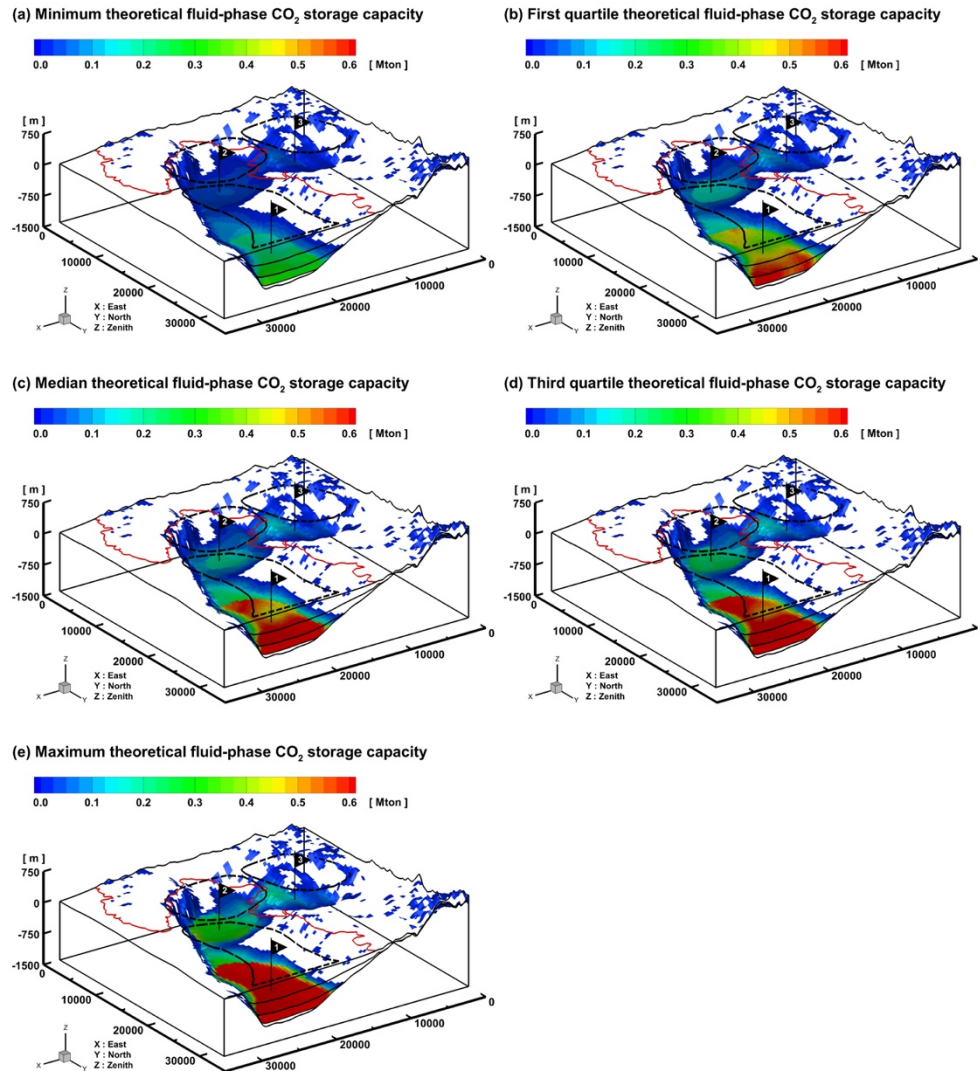 (a) Minimum theoretical fluid-phase CO2 storage capacity
0.0 0.1 0.2 0.3 0.4 0.5 0.6 [ Mton ]
[ m ]
750
0
-750
-1500
0
10000
20000
30000
30000
20000
10000
0
1
2
3
Z
X
Y
X : East
Y : North
Z : Zenith
(b) First quartile theoretical fluid-phase CO2 storage capacity
0.0 0.1 0.2 0.3 0.4 0.5 0.6 [ Mton ]
[ m ]
750
0
-750
-1500
0
10000
20000
30000
30000
20000
10000
0
1
2
3
Z
X
Y
X : East
Y : North
Z : Zenith
(c) Median theoretical fluid-phase CO2 storage capacity
0.0 0.1 0.2 0.3 0.4 0.5 0.6 [ Mton ]
[ m ]
750
0
-750
-1500
0
10000
20000
30000
30000
20000
10000
0
1
2
3
Z
X
Y
X : East
Y : North
Z : Zenith
(d) Third quartile theoretical fluid-phase CO2 storage capacity
0.0 0.1 0.2 0.3 0.4 0.5 0.6 [ Mton ]
[ m ]
750
0
-750
-1500
0
10000
20000
30000
30000
20000
10000
0
1
2
3
Z
X
Y
X : East
Y : North
Z : Zenith
(e) Maximum theoretical fluid-phase CO2 storage capacity
0.0 0.1 0.2 0.3 0.4 0.5 0.6 [ Mton ]
[ m ]
750
0
-750
-1500
0
10000
20000
30000
30000
20000
10000
0
1
2
3
Z
X
Y
X : East
Y : North
Z : Zenith